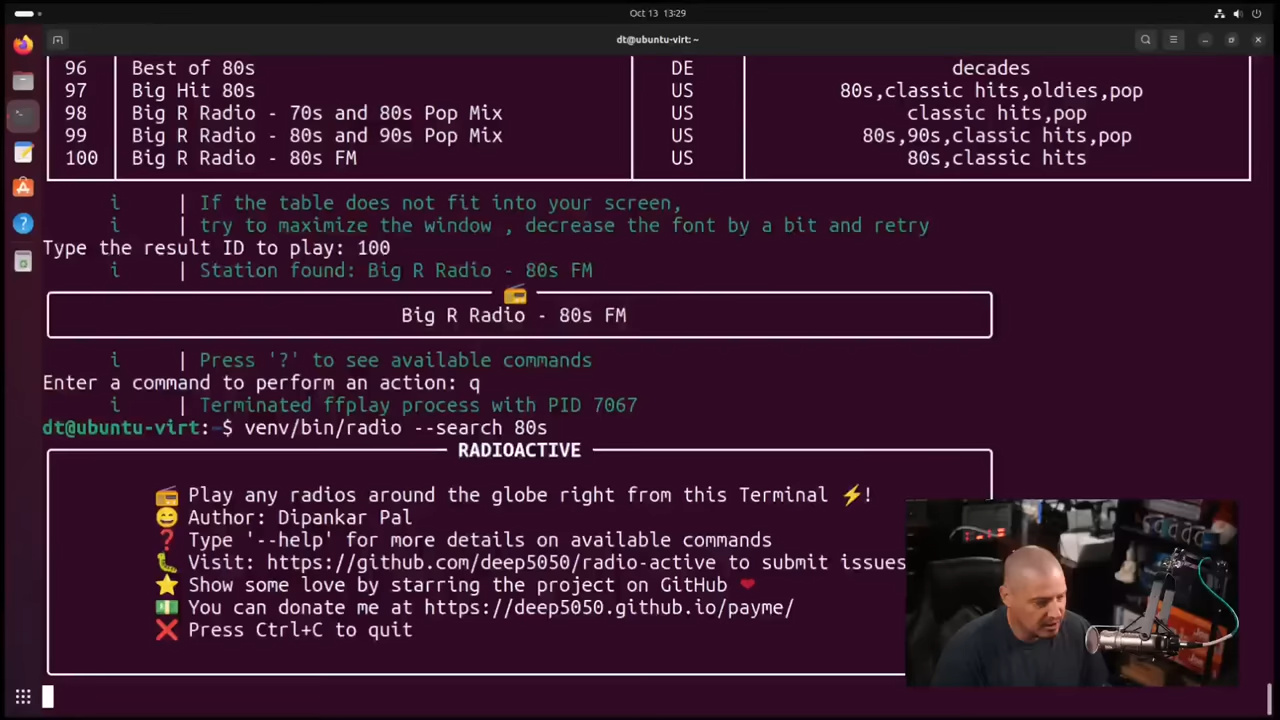 Oct 13 13:29
dt@ubuntu-virt: ~
96 Best of 80s DE decades
97 Big Hit 80s US 80s,classic hits,oldies,pop
98 Big R Radio - 70s and 80s Pop Mix US classic hits,pop
99 Big R Radio - 80s and 90s Pop Mix US 80s,90s,classic hits,pop
100 Big R Radio - 80s FM US 80s,classic hits
i | If the table does not fit into your screen,
i | try to maximize the window , decrease the font by a bit and retry
Type the result ID to play: 100
i | Station found: Big R Radio - 80s FM
Big R Radio - 80s FM
i | Press '?' to see available commands
Enter a command to perform an action: q
i | Terminated ffplay process with PID 7067
dt@ubuntu-virt:~$ venv/bin/radio --search 80s
RADIOACTIVE
Play any radios around the globe right from this Terminal ⚡!
Author: Dipankar Pal
Type '--help' for more details on available commands
Visit: https://github.com/deep5050/radio-active to submit issues
Show some love by starring the project on GitHub ❤
You can donate me at https://deep5050.github.io/payme/
Press Ctrl+C to quit